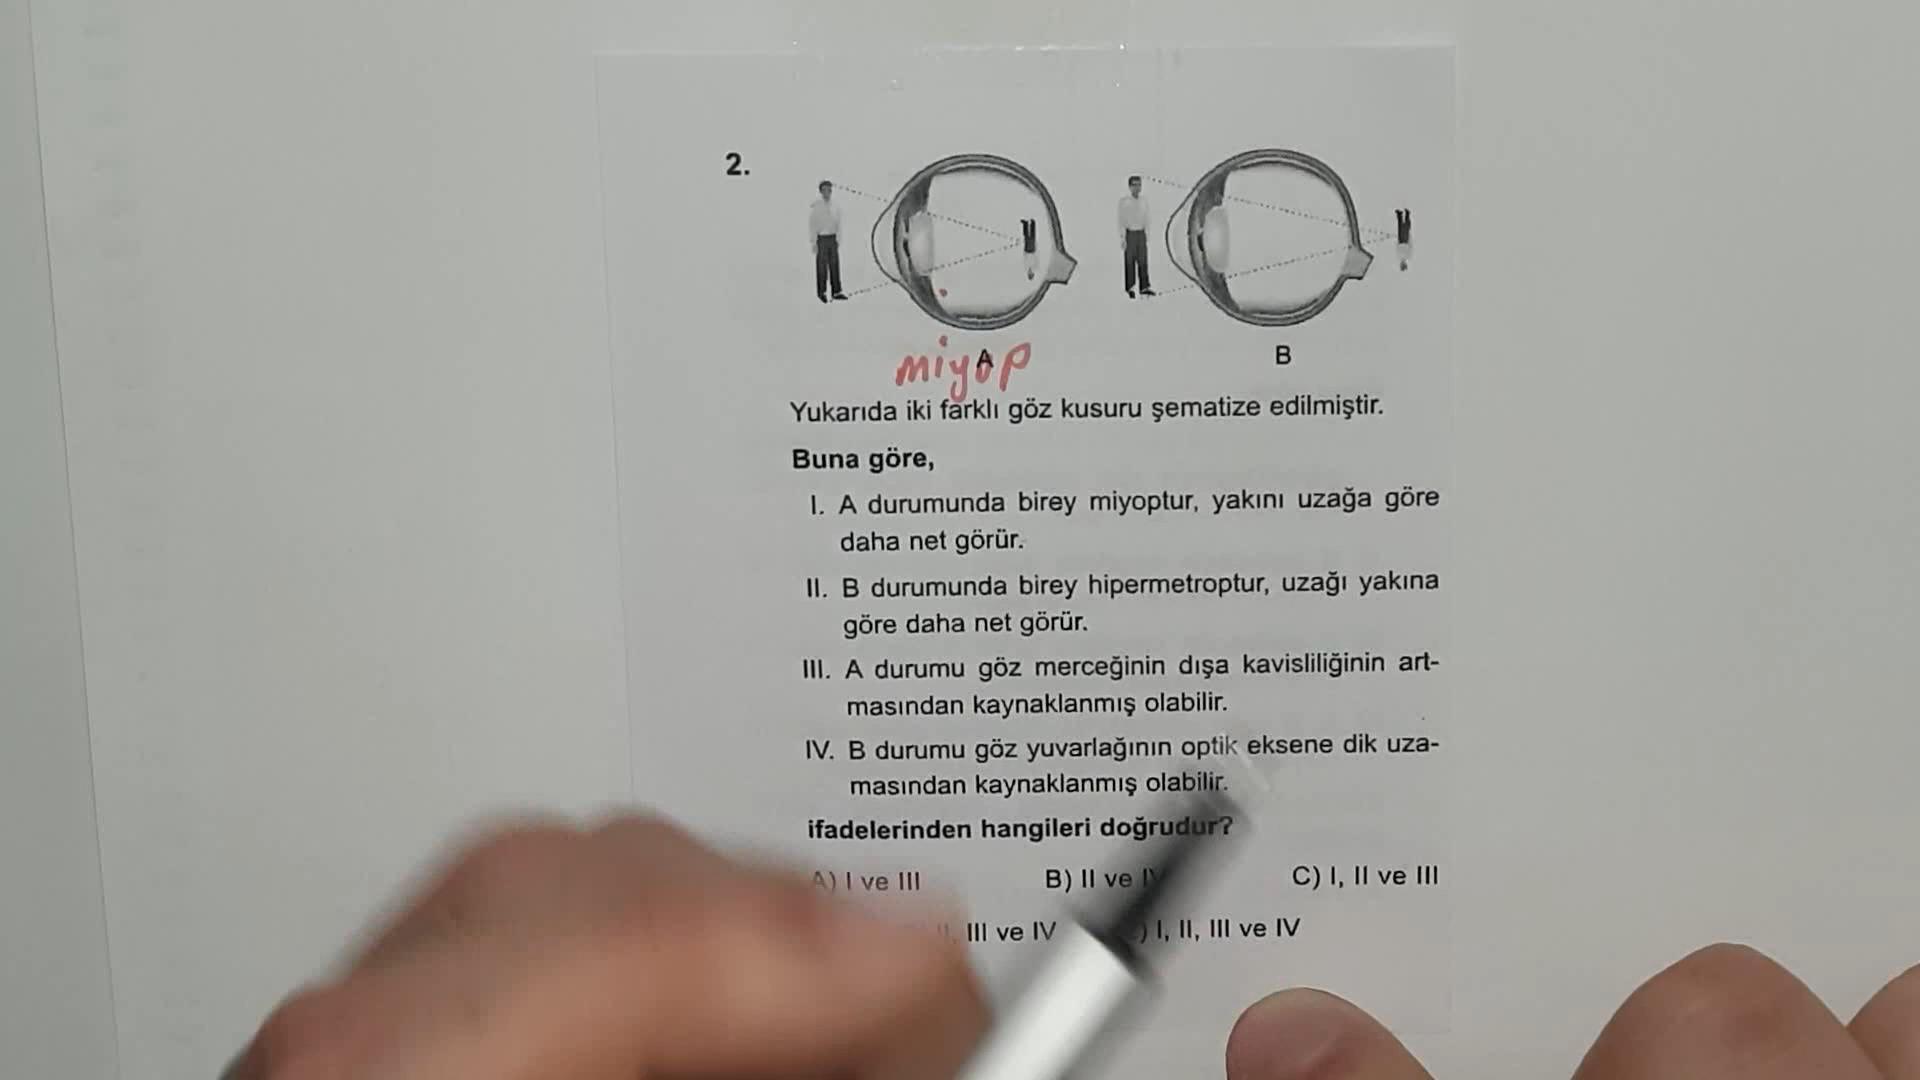 2.
miyop
A
B
Yukarıda iki farklı göz kusuru şematize edilmiştir.
Buna göre,
I. A durumunda birey miyoptur, yakını uzağa göre
daha net görür.
II. B durumunda birey hipermetroptur, uzağı yakına
göre daha net görür.
III. A durumu göz merceğinin dışa kavisliliğinin art-
masından kaynaklanmış olabilir.
IV. B durumu göz yuvarlağının optik eksene dik uza-
masından kaynaklanmış olabilir.
ifadelerinden hangileri doğrudur?
A) I ve III B) II ve IV C) I, II ve III
III ve IV ) I, II, III ve IV